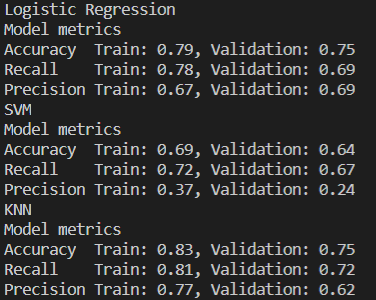 Logistic Regression
Model metrics
Accuracy  Train: 0.79, Validation: 0.75
Recall    Train: 0.78, Validation: 0.69
Precision Train: 0.67, Validation: 0.69
SVM
Model metrics
Accuracy  Train: 0.69, Validation: 0.64
Recall    Train: 0.72, Validation: 0.67
Precision Train: 0.37, Validation: 0.24
KNN
Model metrics
Accuracy  Train: 0.83, Validation: 0.75
Recall    Train: 0.81, Validation: 0.72
Precision Train: 0.77, Validation: 0.62